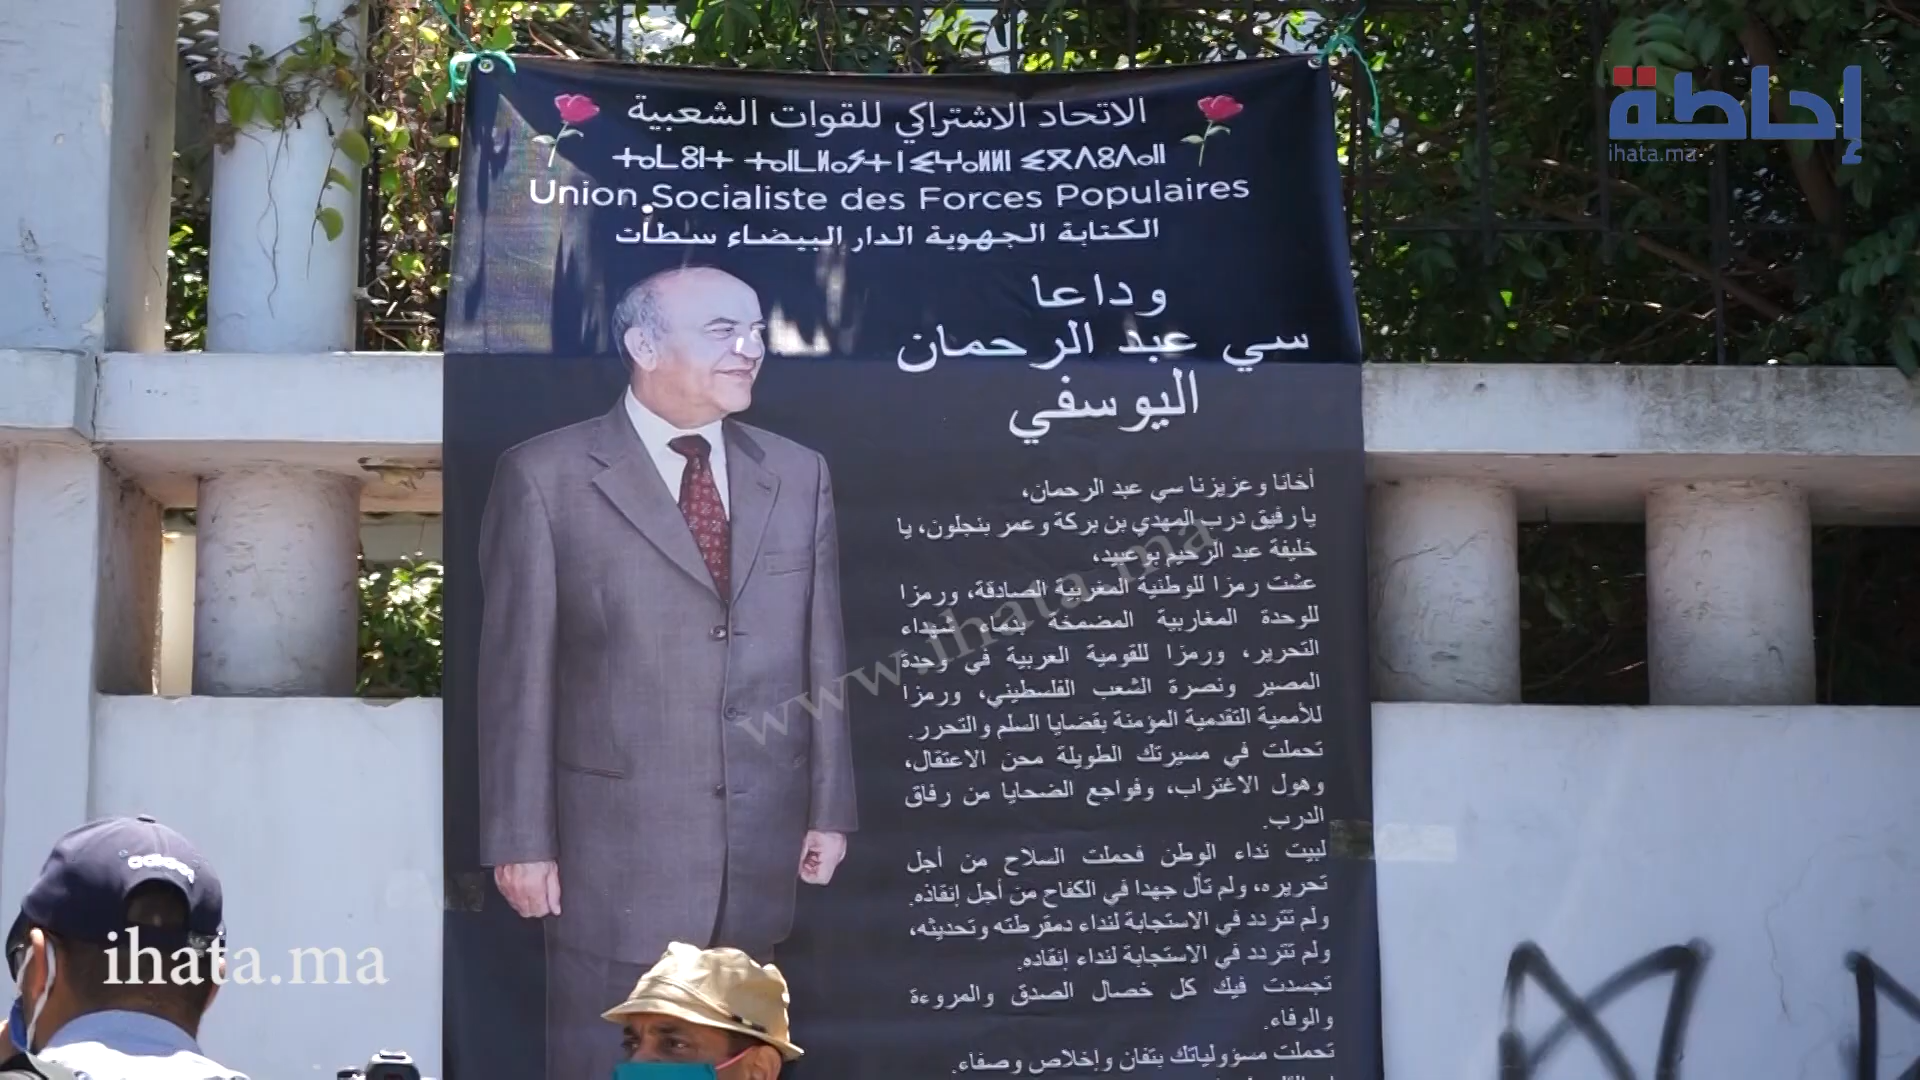 إحاطة
ihata.ma
الاتحاد الاشتراكي للقوات الشعبية
ⵜⴰⵎⵓⵏⵜ ⵜⴰⵏⵎⵍⴰⵢⵜ ⵏ ⵉⵖⴰⵍⵍⵏ ⵉⴳⴷⵓⴷⴰⵏ
Union Socialiste des Forces Populaires
الكتابة الجهوية الدار البيضاء سطات
وداعا
سي عبد الرحمان
اليوسفي
أخانا وعزيزنا سي عبد الرحمان،
يا رفيق درب المهدي بن بركة وعمر بنجلون، يا
خليفة عبد الرحيم بوعبيد،
عشت رمزا للوطنية المغربية الصادقة، ورمزا
للوحدة المغاربية المضمخة بدماء شهداء
التحرير، ورمزا للقومية العربية في وحدة
المصير ونصرة الشعب الفلسطيني، ورمزا
للأممية التقدمية المؤمنة بقضايا السلم والتحرر.
تحملت في مسيرتك الطويلة محن الاعتقال،
وهول الاغتراب، وفواجع الضحايا من رفاق
الدرب.
لبيت نداء الوطن فحملت السلاح من أجل
تحريره، ولم تأل جهدا في الكفاح من أجل إنقاذه.
ولم تتردد في الاستجابة لنداء دمقرطته وتحديثه،
ولم تتردد في الاستجابة لنداء إنقاده.
تجسدت فيك كل خصال الصدق والمروءة
والوفاء.
تحملت مسؤولياتك بتفان وإخلاص وصفاء.
www.ihata.ma
adidas
ihata.ma